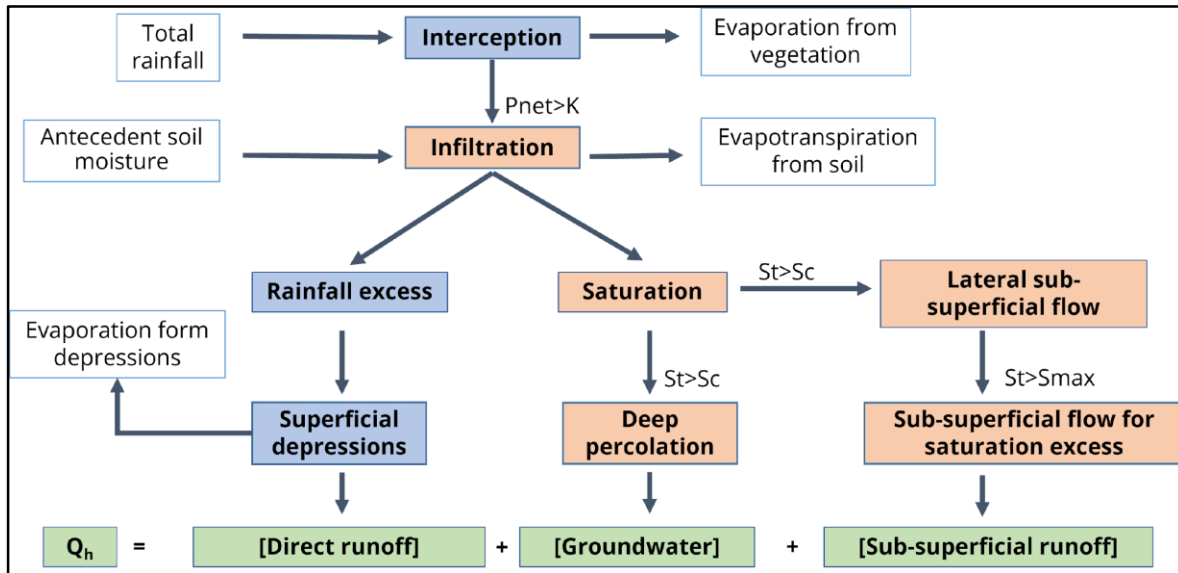 Total
rainfall
Interception
Evaporation from
vegetation
Pnet>K
Antecedent soil
moisture
Infiltration
Evapotranspiration
from soil
Rainfall excess
Saturation
St>Sc
Lateral sub-
superficial flow
Evaporation form
depressions
St>Sc
St>Smax
Superficial
depressions
Deep
percolation
Sub-superficial flow for
saturation excess
Qh = [Direct runoff] + [Groundwater] + [Sub-superficial runoff]